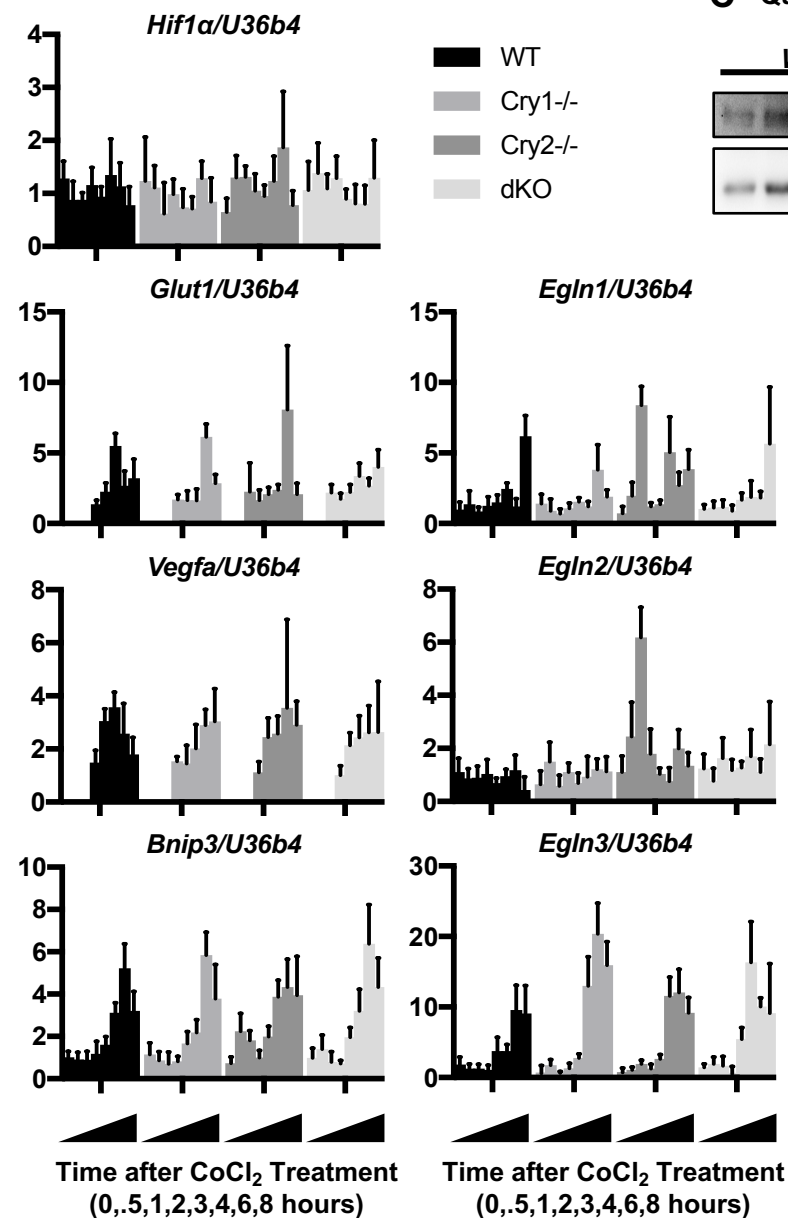 Hif1α/U36b4
4
3
2
1
0
WT
Cry1-/-
Cry2-/-
dKO
Glut1/U36b4
15
10
5
0
Egln1/U36b4
15
10
5
0
Vegfa/U36b4
8
6
4
2
0
Egln2/U36b4
8
6
4
2
0
Bnip3/U36b4
10
8
6
4
2
0
Egln3/U36b4
30
20
10
0
Time after CoCl₂ Treatment
(0,.5,1,2,3,4,6,8 hours)
Time after CoCl₂ Treatment
(0,.5,1,2,3,4,6,8 hours)